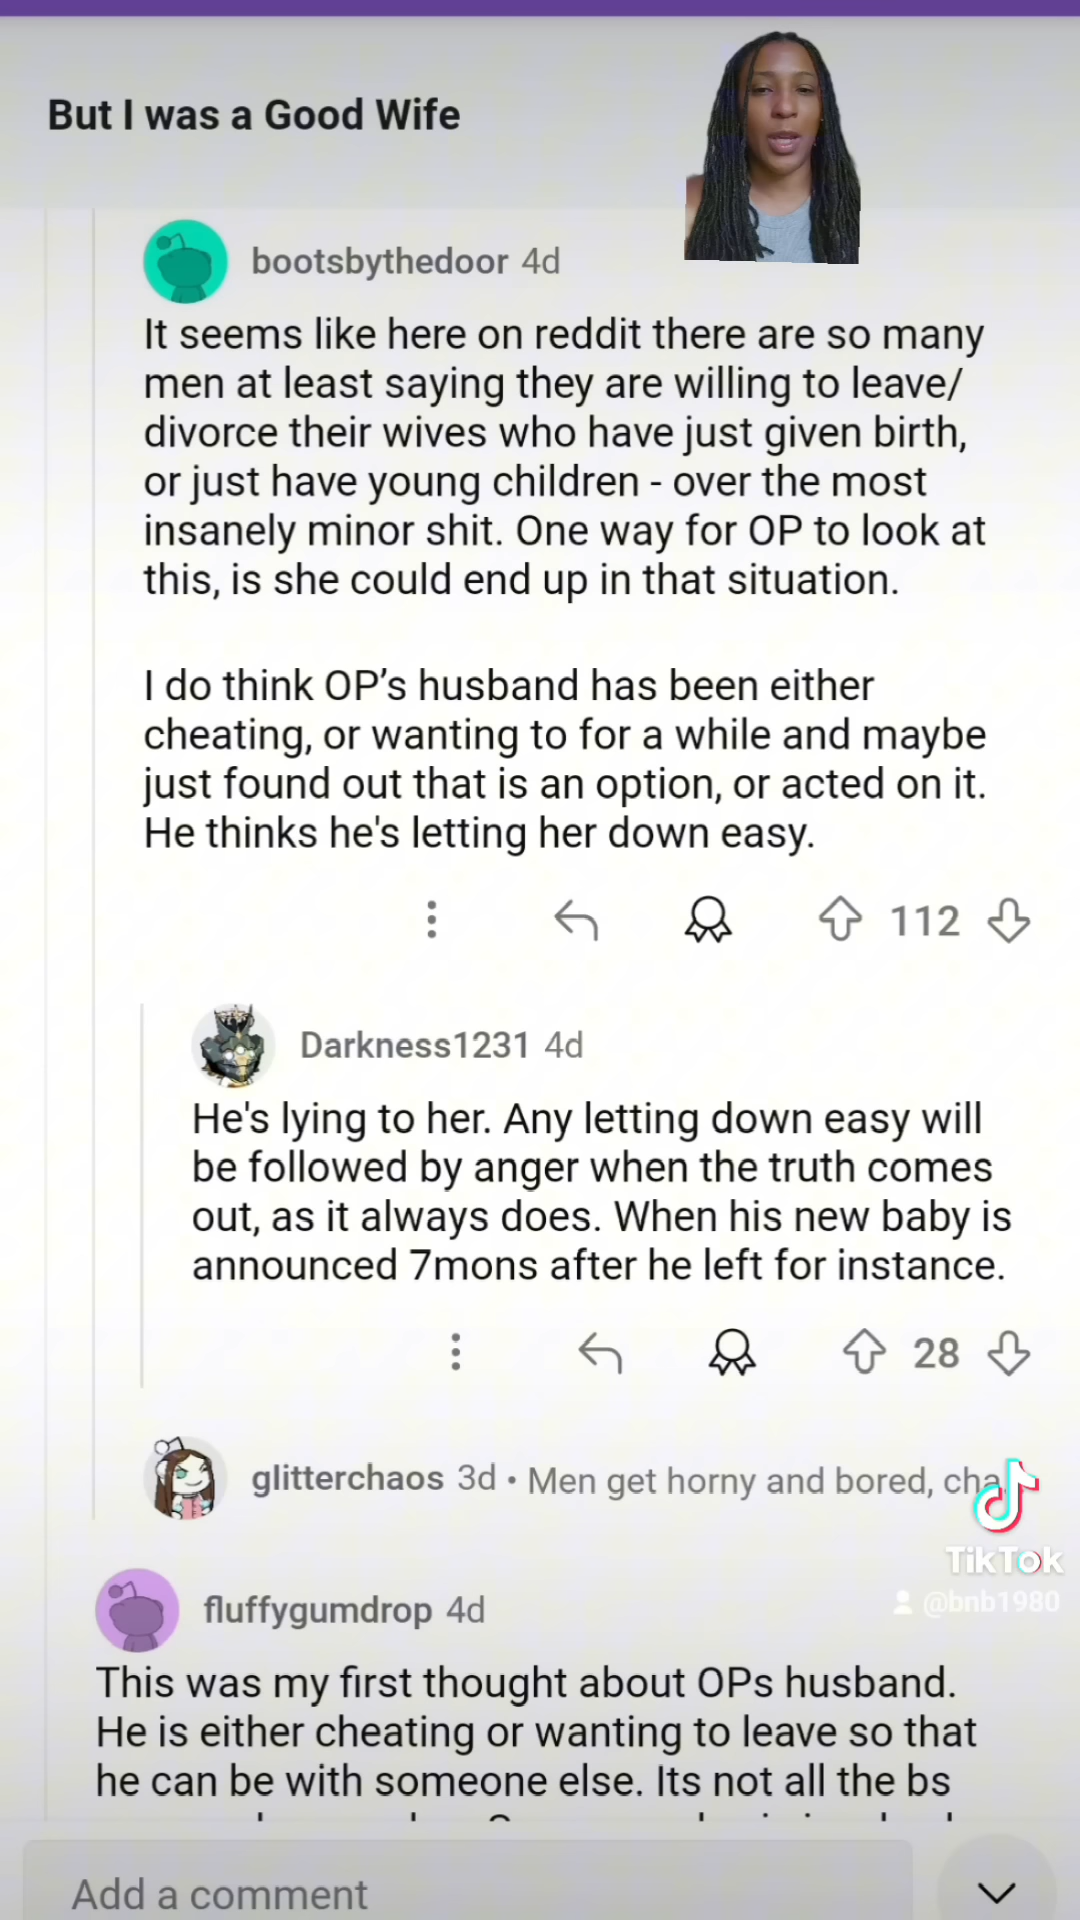 But I was a Good Wife
bootsbythedoor 4d
It seems like here on reddit there are so many
men at least saying they are willing to leave/
divorce their wives who have just given birth,
or just have young children - over the most
insanely minor shit. One way for OP to look at
this, is she could end up in that situation.
I do think OP's husband has been either
cheating, or wanting to for a while and maybe
just found out that is an option, or acted on it.
He thinks he's letting her down easy.
112
Darkness1231 4d
He's lying to her. Any letting down easy will
be followed by anger when the truth comes
out, as it always does. When his new baby is
announced 7mons after he left for instance.
28
glitterchaos 3d • Men get horny and bored, cha
TikTok
@bnb1980
fluffygumdrop 4d
This was my first thought about OPs husband.
He is either cheating or wanting to leave so that
he can be with someone else. Its not all the bs
Add a comment